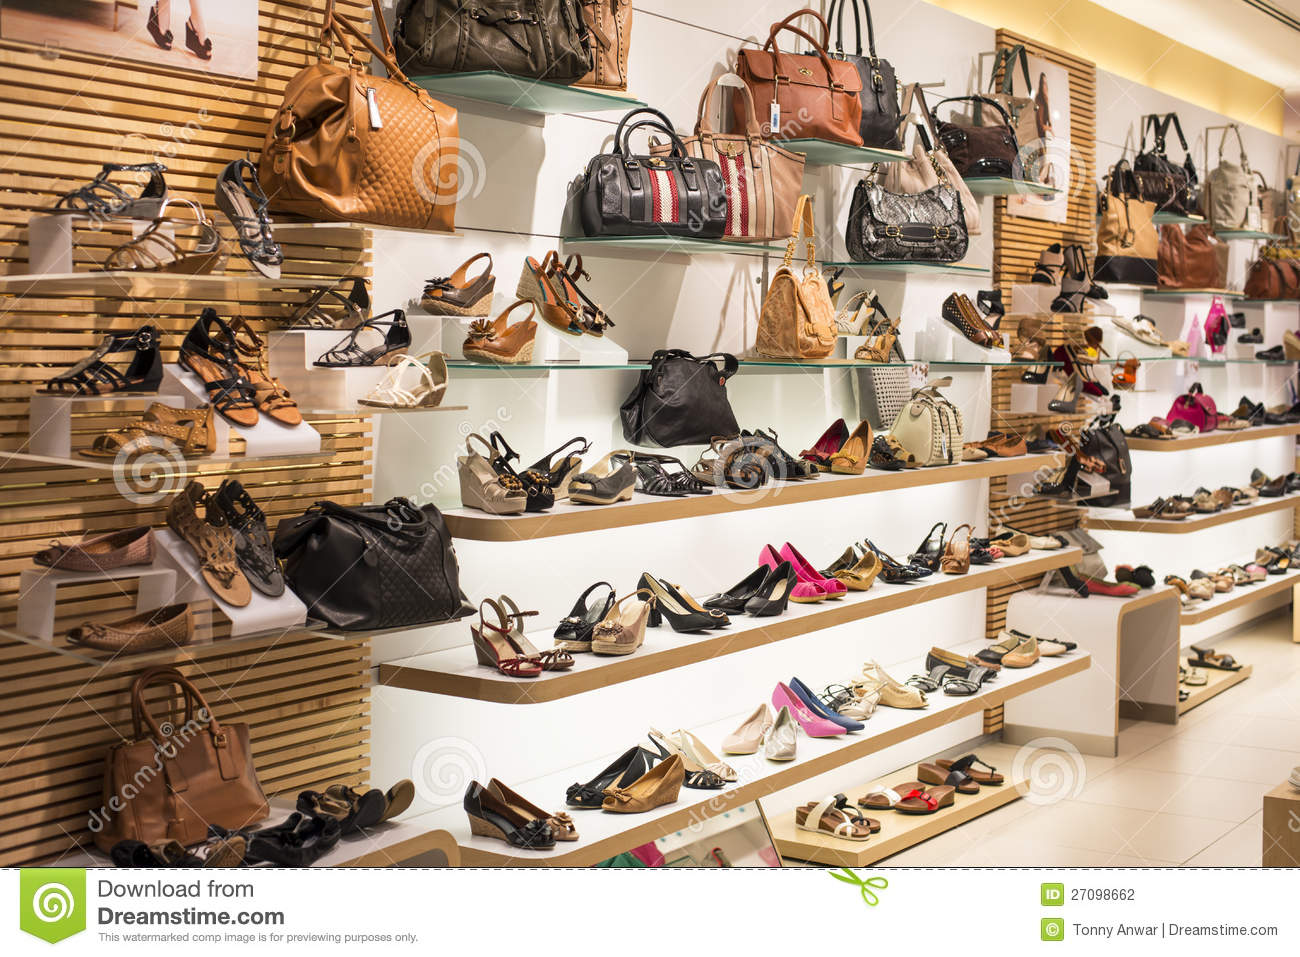 Download from
Dreamstime.com
This watermarked comp image is for previewing purposes only.
ID 27098662
© Tonny Anwar | Dreamstime.com